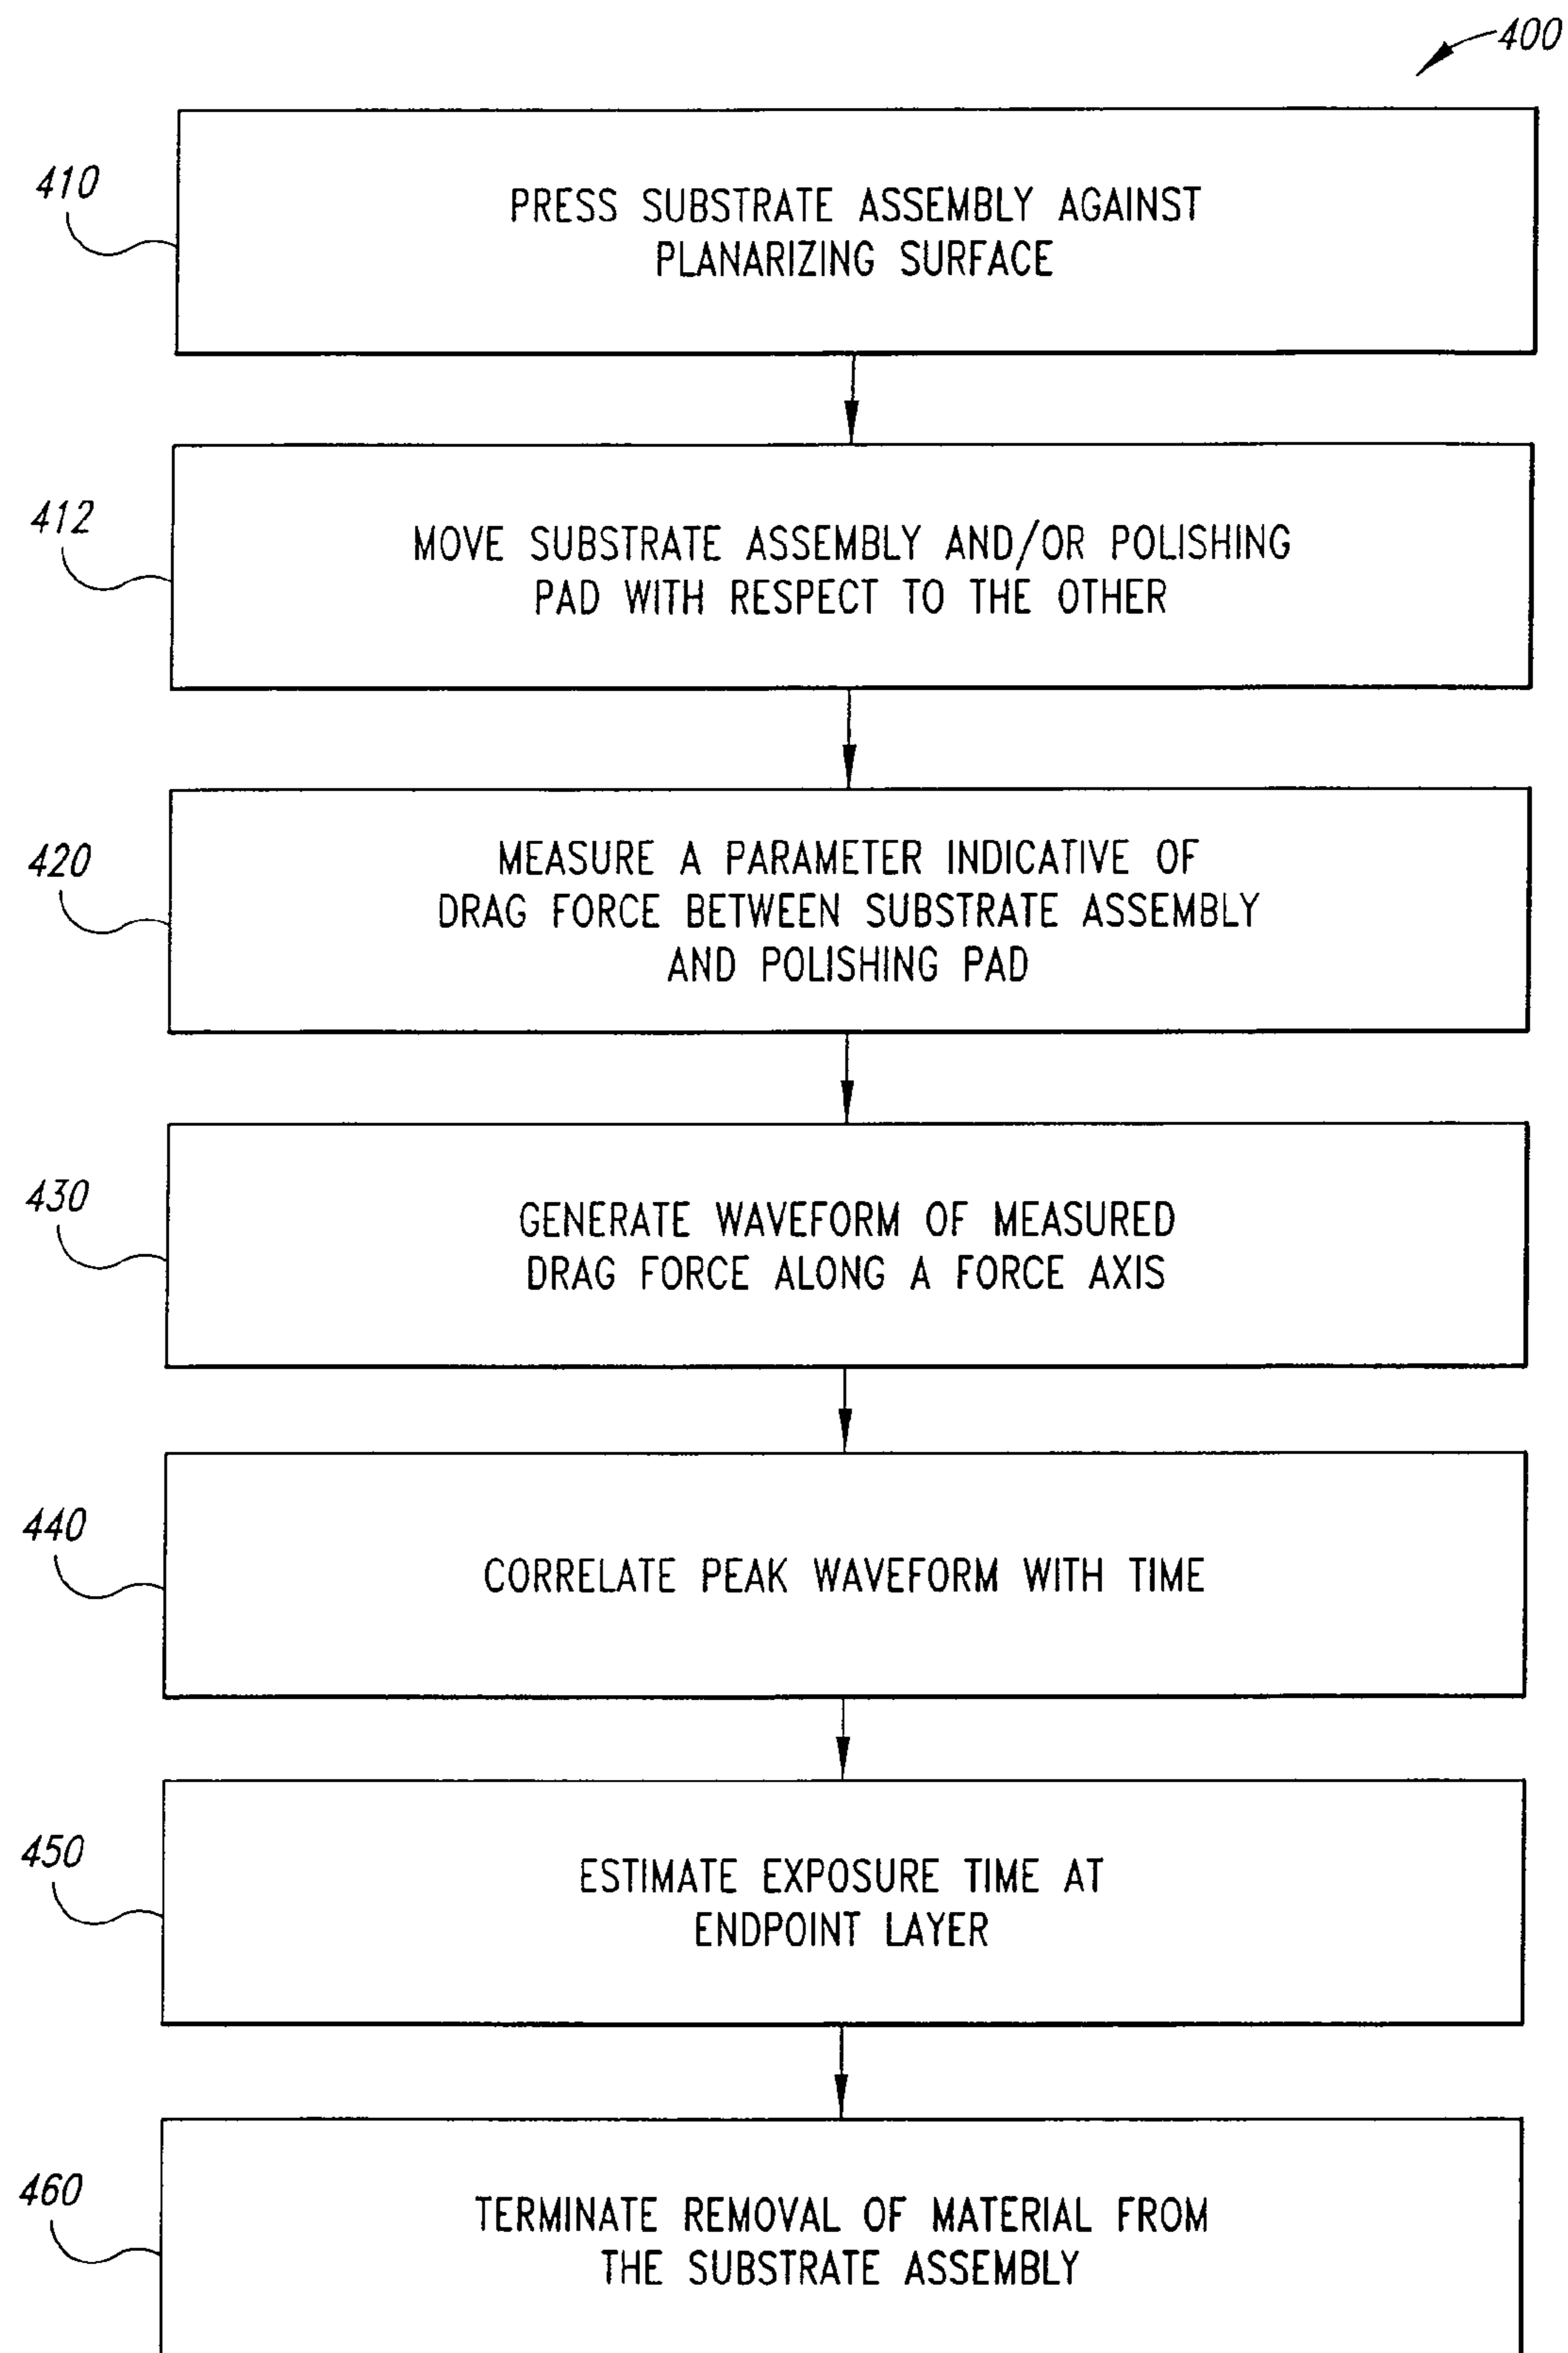 400
410
PRESS SUBSTRATE ASSEMBLY AGAINST
PLANARIZING SURFACE
412
MOVE SUBSTRATE ASSEMBLY AND/OR POLISHING
PAD WITH RESPECT TO THE OTHER
420
MEASURE A PARAMETER INDICATIVE OF
DRAG FORCE BETWEEN SUBSTRATE ASSEMBLY
AND POLISHING PAD
430
GENERATE WAVEFORM OF MEASURED
DRAG FORCE ALONG A FORCE AXIS
440
CORRELATE PEAK WAVEFORM WITH TIME
450
ESTIMATE EXPOSURE TIME AT
ENDPOINT LAYER
460
TERMINATE REMOVAL OF MATERIAL FROM
THE SUBSTRATE ASSEMBLY